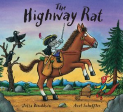 The
Highway Rat
Julia Donaldson Axel Scheffler